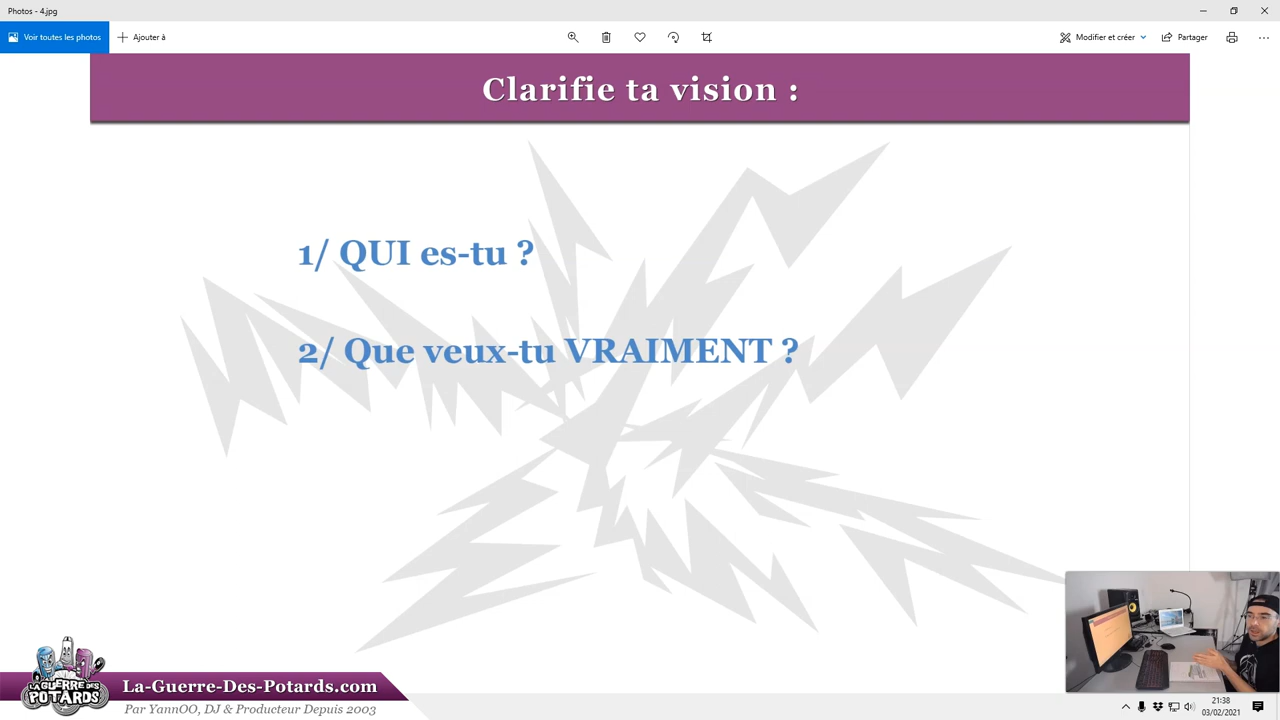 Photos - 4.jpg
Voir toutes les photos
Ajouter à
Modifier et créer
Partager
Clarifie ta vision :
1/ QUI es-tu ?
2/ Que veux-tu VRAIMENT ?
LA GUERRE DES
POTARDS
La-Guerre-Des-Potards.com
Par YannOO, DJ & Producteur Depuis 2003
21:38
03/02/2021